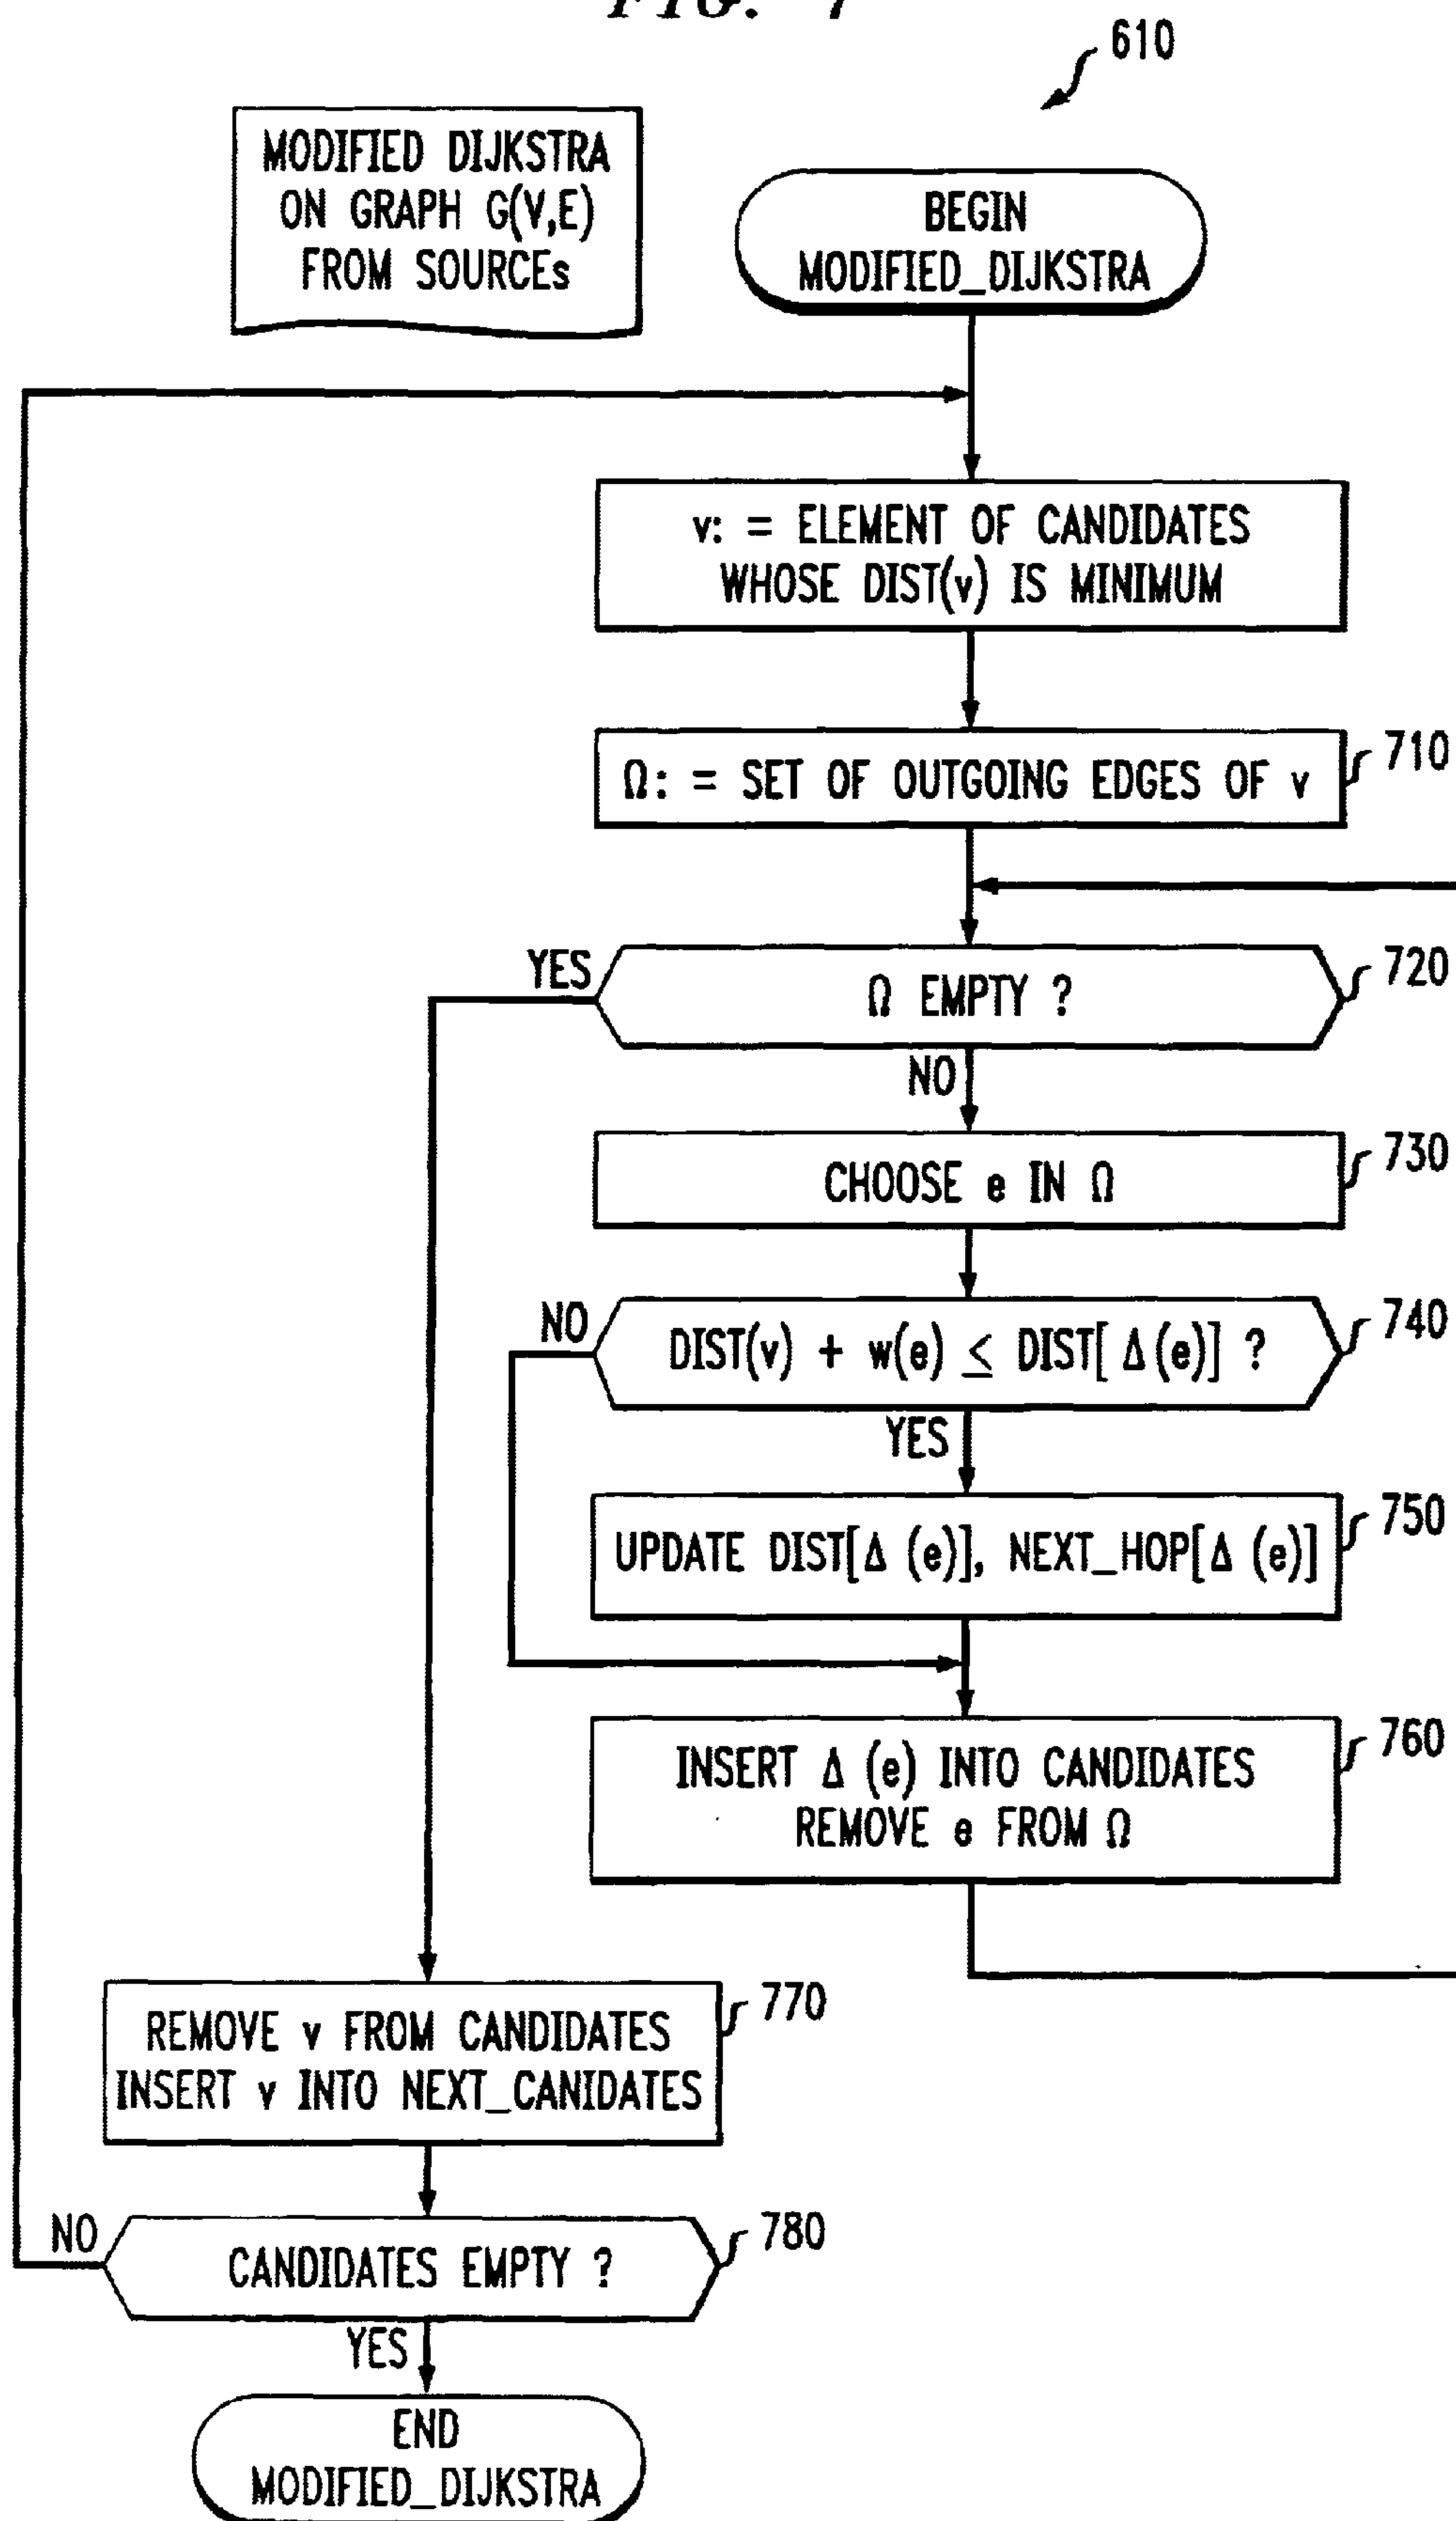 FIG. 7
610
MODIFIED DIJKSTRA
ON GRAPH G(V,E)
FROM SOURCEs
BEGIN
MODIFIED_DIJKSTRA
v: = ELEMENT OF CANDIDATES
WHOSE DIST(v) IS MINIMUM
Ω: = SET OF OUTGOING EDGES OF v
710
YES
Ω EMPTY ?
720
NO
CHOOSE e IN Ω
730
NO
DIST(v) + w(e) ≤ DIST[ Δ (e)] ?
740
YES
UPDATE DIST[Δ (e)], NEXT_HOP[Δ (e)]
750
INSERT Δ (e) INTO CANDIDATES
REMOVE e FROM Ω
760
REMOVE v FROM CANDIDATES
INSERT v INTO NEXT_CANIDATES
770
NO
CANDIDATES EMPTY ?
780
YES
END
MODIFIED_DIJKSTRA